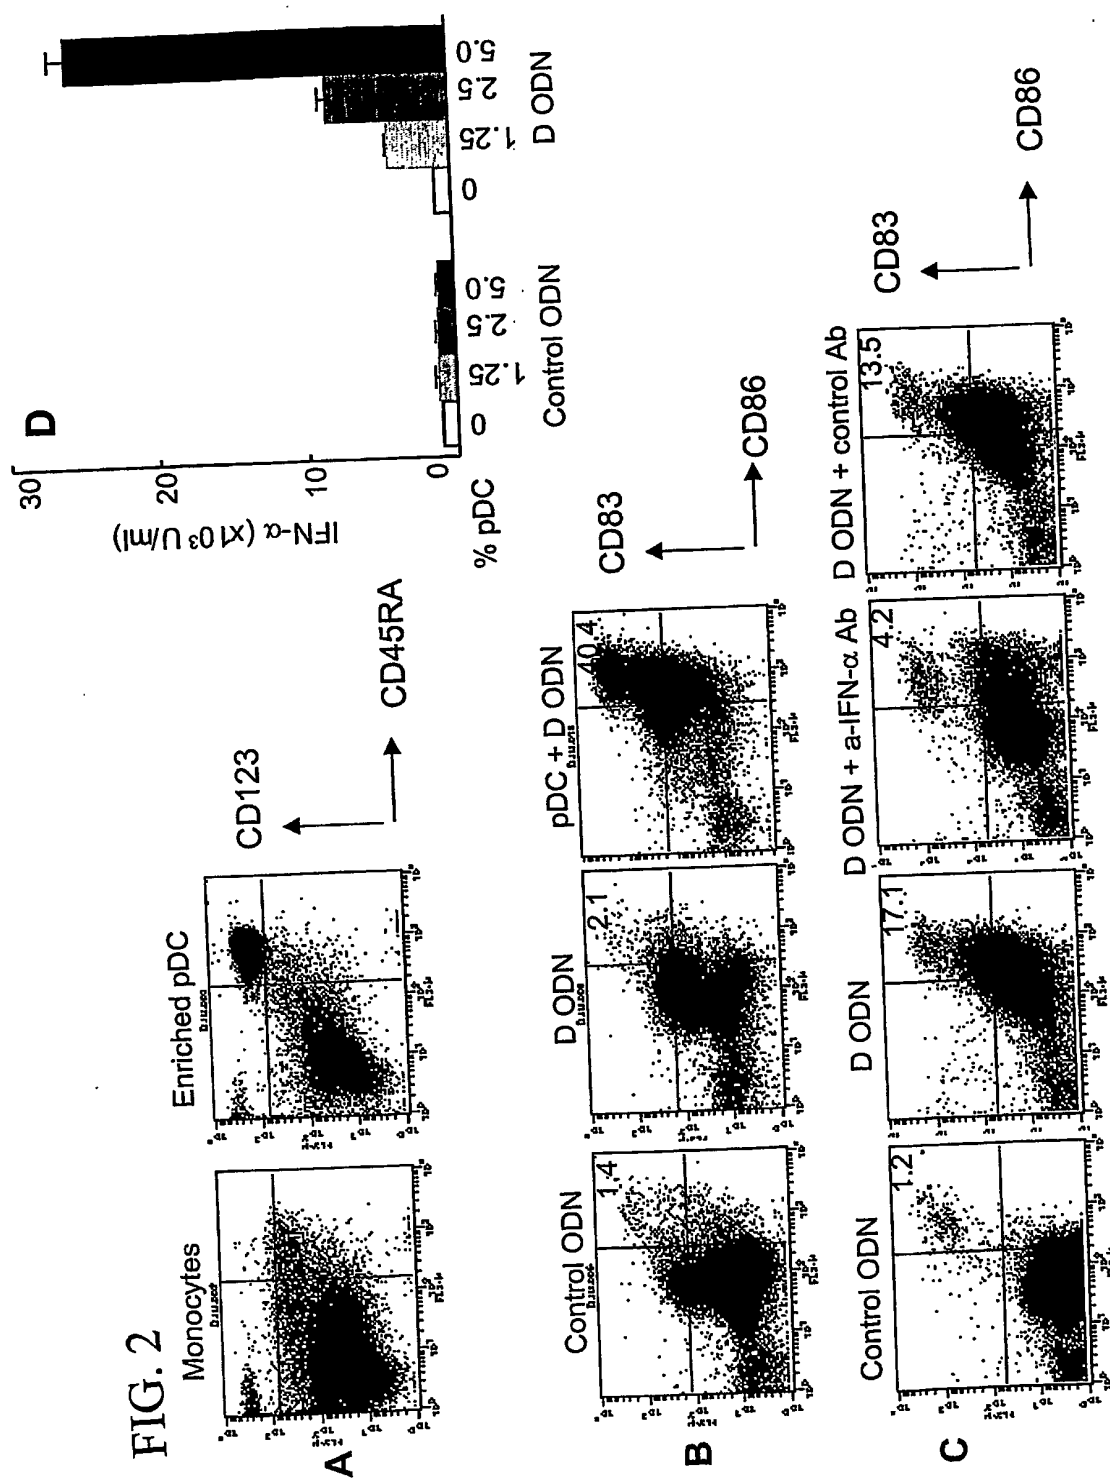 FIG. 2
A
Monocytes
Enriched pDC
CD123
CD45RA
B
Control ODN
1.4
D ODN
2.1
pDC + D ODN
40.4
CD83
CD86
C
Control ODN
1.2
D ODN
17.1
D ODN + a-IFN-α Ab
4.2
D ODN + control Ab
13.5
CD83
CD86
D
IFN-α (x10³ U/ml)
30
20
10
0
% pDC
0 1.25 2.5 5.0
Control ODN
0 1.25 2.5 5.0
D ODN